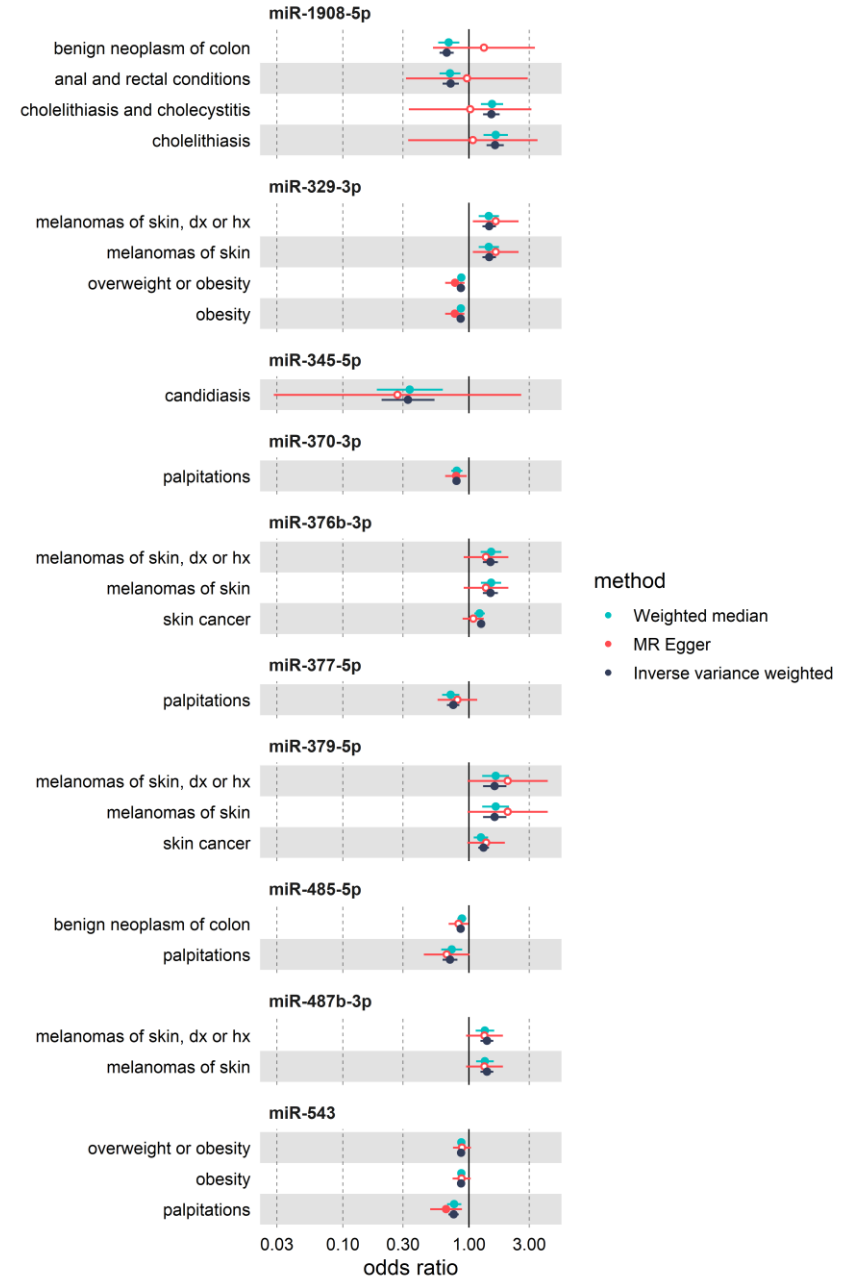 miR-1908-5p
benign neoplasm of colon
anal and rectal conditions
cholelithiasis and cholecystitis
cholelithiasis
miR-329-3p
melanomas of skin, dx or hx
melanomas of skin
overweight or obesity
obesity
miR-345-5p
candidiasis
miR-370-3p
palpitations
miR-376b-3p
melanomas of skin, dx or hx
melanomas of skin
skin cancer
miR-377-5p
palpitations
miR-379-5p
melanomas of skin, dx or hx
melanomas of skin
skin cancer
miR-485-5p
benign neoplasm of colon
palpitations
miR-487b-3p
melanomas of skin, dx or hx
melanomas of skin
miR-543
overweight or obesity
obesity
palpitations
0.03 0.10 0.30 1.00 3.00
odds ratio
method
Weighted median
MR Egger
Inverse variance weighted